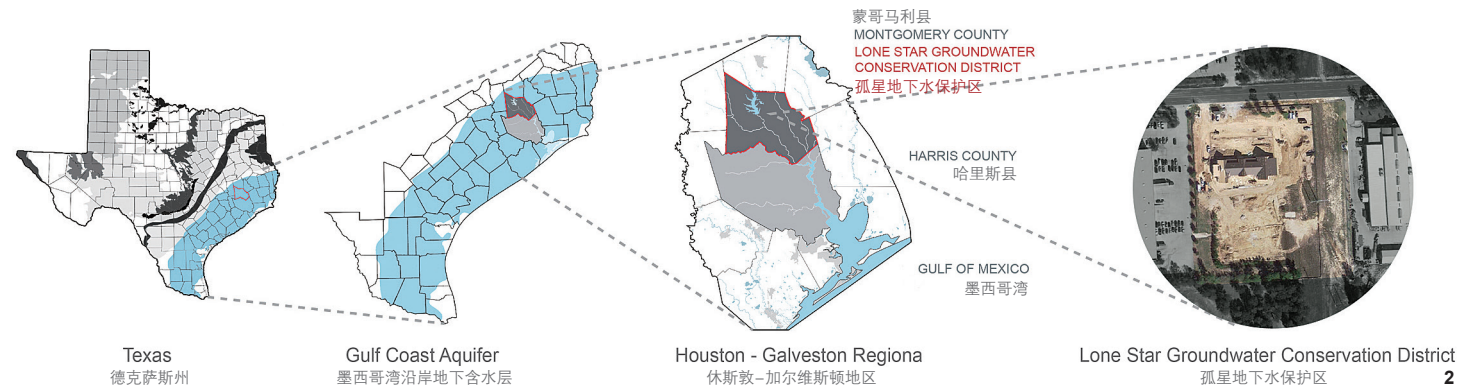 蒙哥马利县
MONTGOMERY COUNTY
LONE STAR GROUNDWATER
CONSERVATION DISTRICT
孤星地下水保护区
HARRIS COUNTY
哈里斯县
GULF OF MEXICO
墨西哥湾
Texas
德克萨斯州
Gulf Coast Aquifer
墨西哥湾沿岸地下含水层
Houston - Galveston Regiona
休斯敦–加尔维斯顿地区
Lone Star Groundwater Conservation District
孤星地下水保护区
2